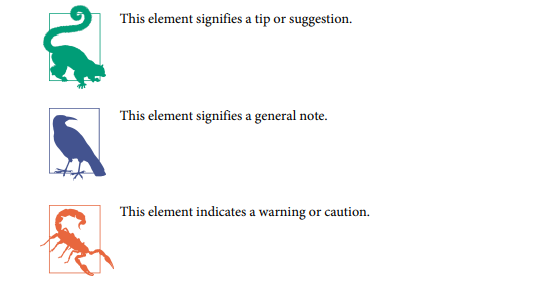 This element signifies a tip or suggestion.
This element signifies a general note.
This element indicates a warning or caution.